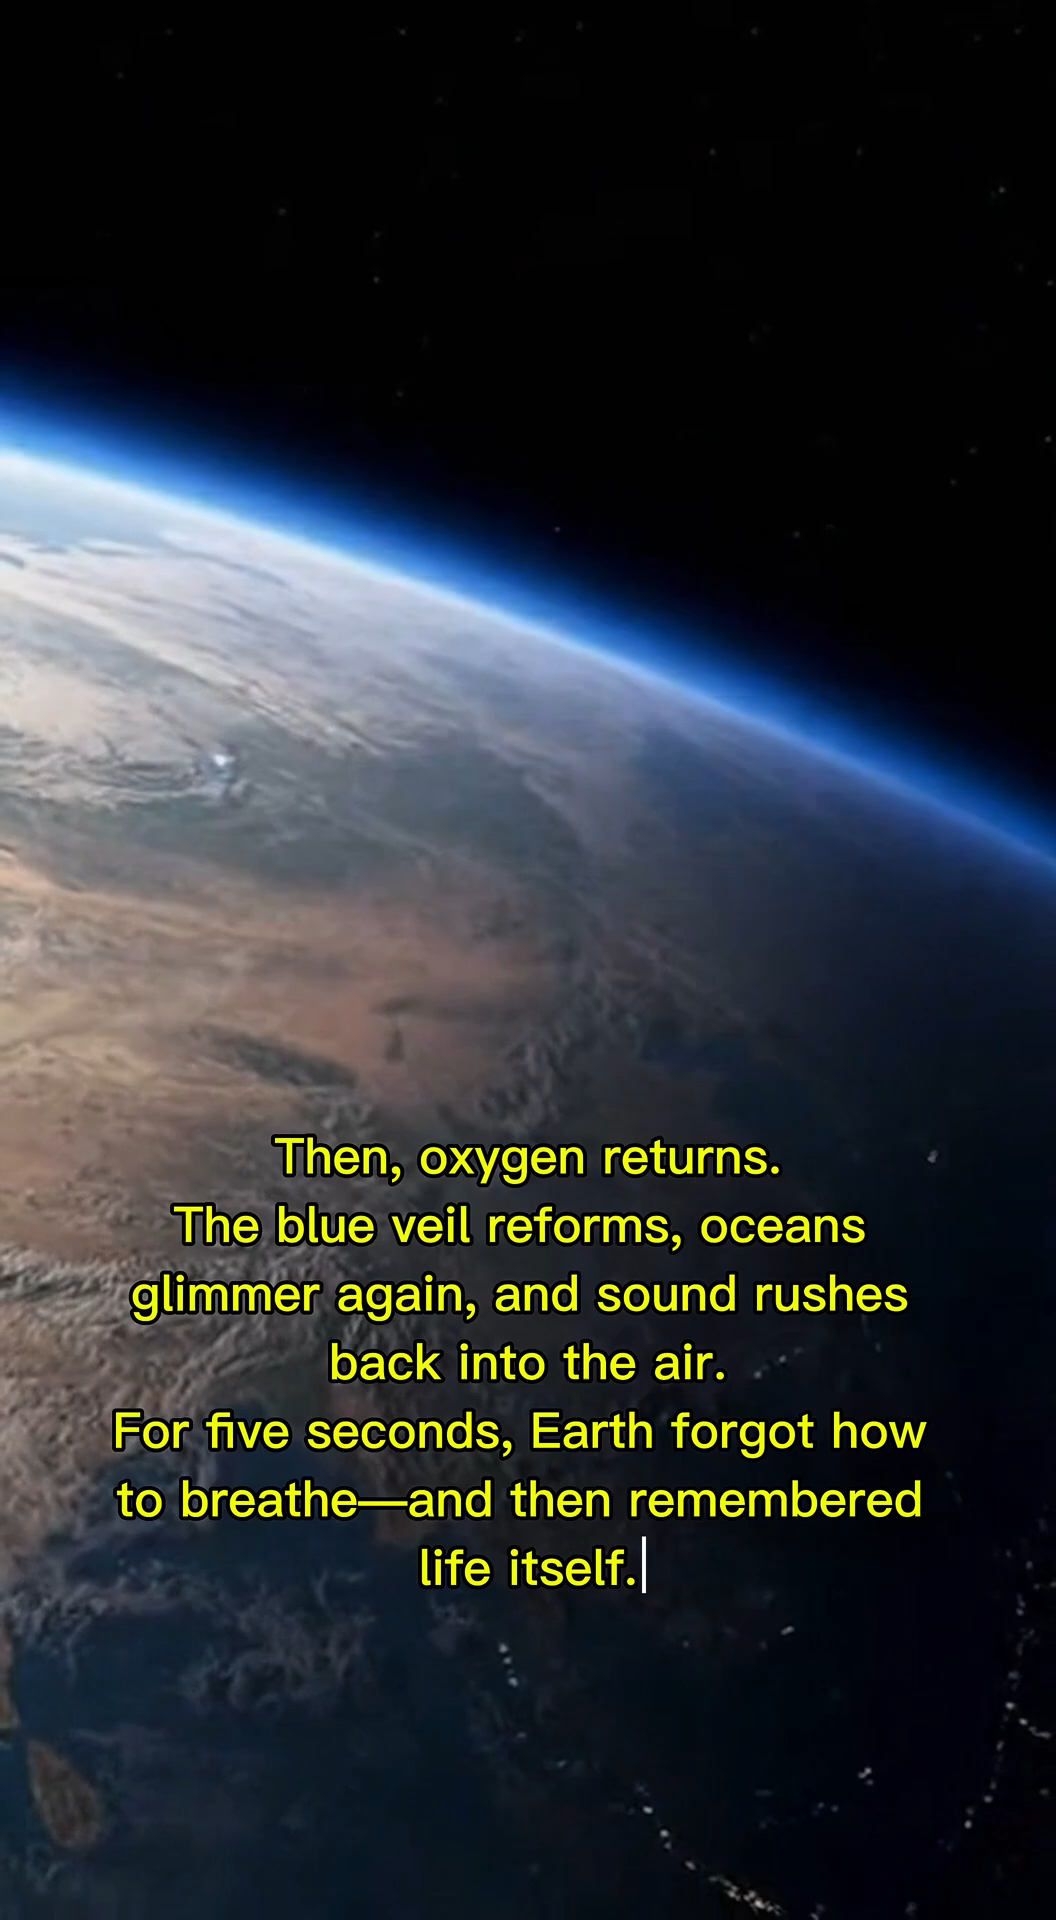 Then, oxygen returns.
The blue veil reforms, oceans
glimmer again, and sound rushes
back into the air.
For five seconds, Earth forgot how
to breathe—and then remembered
life itself.